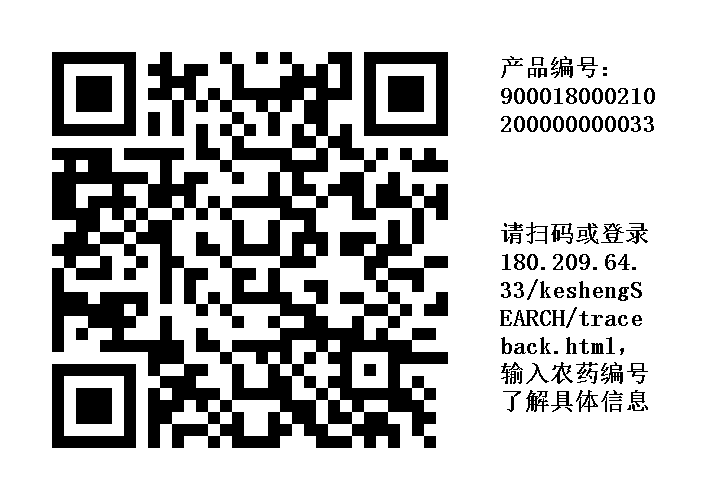 产品编号：
900018000210
200000000033
请扫码或登录
180.209.64.
33/keshengS
EARCH/trace
back.html，
输入农药编号
了解具体信息